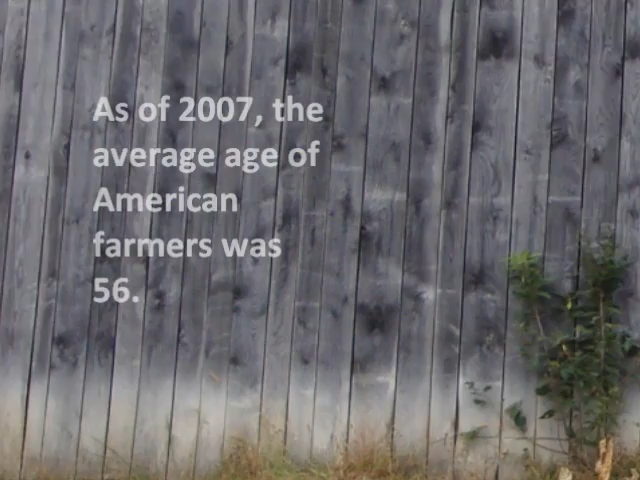 As of 2007, the
average age of
American
farmers was
56.